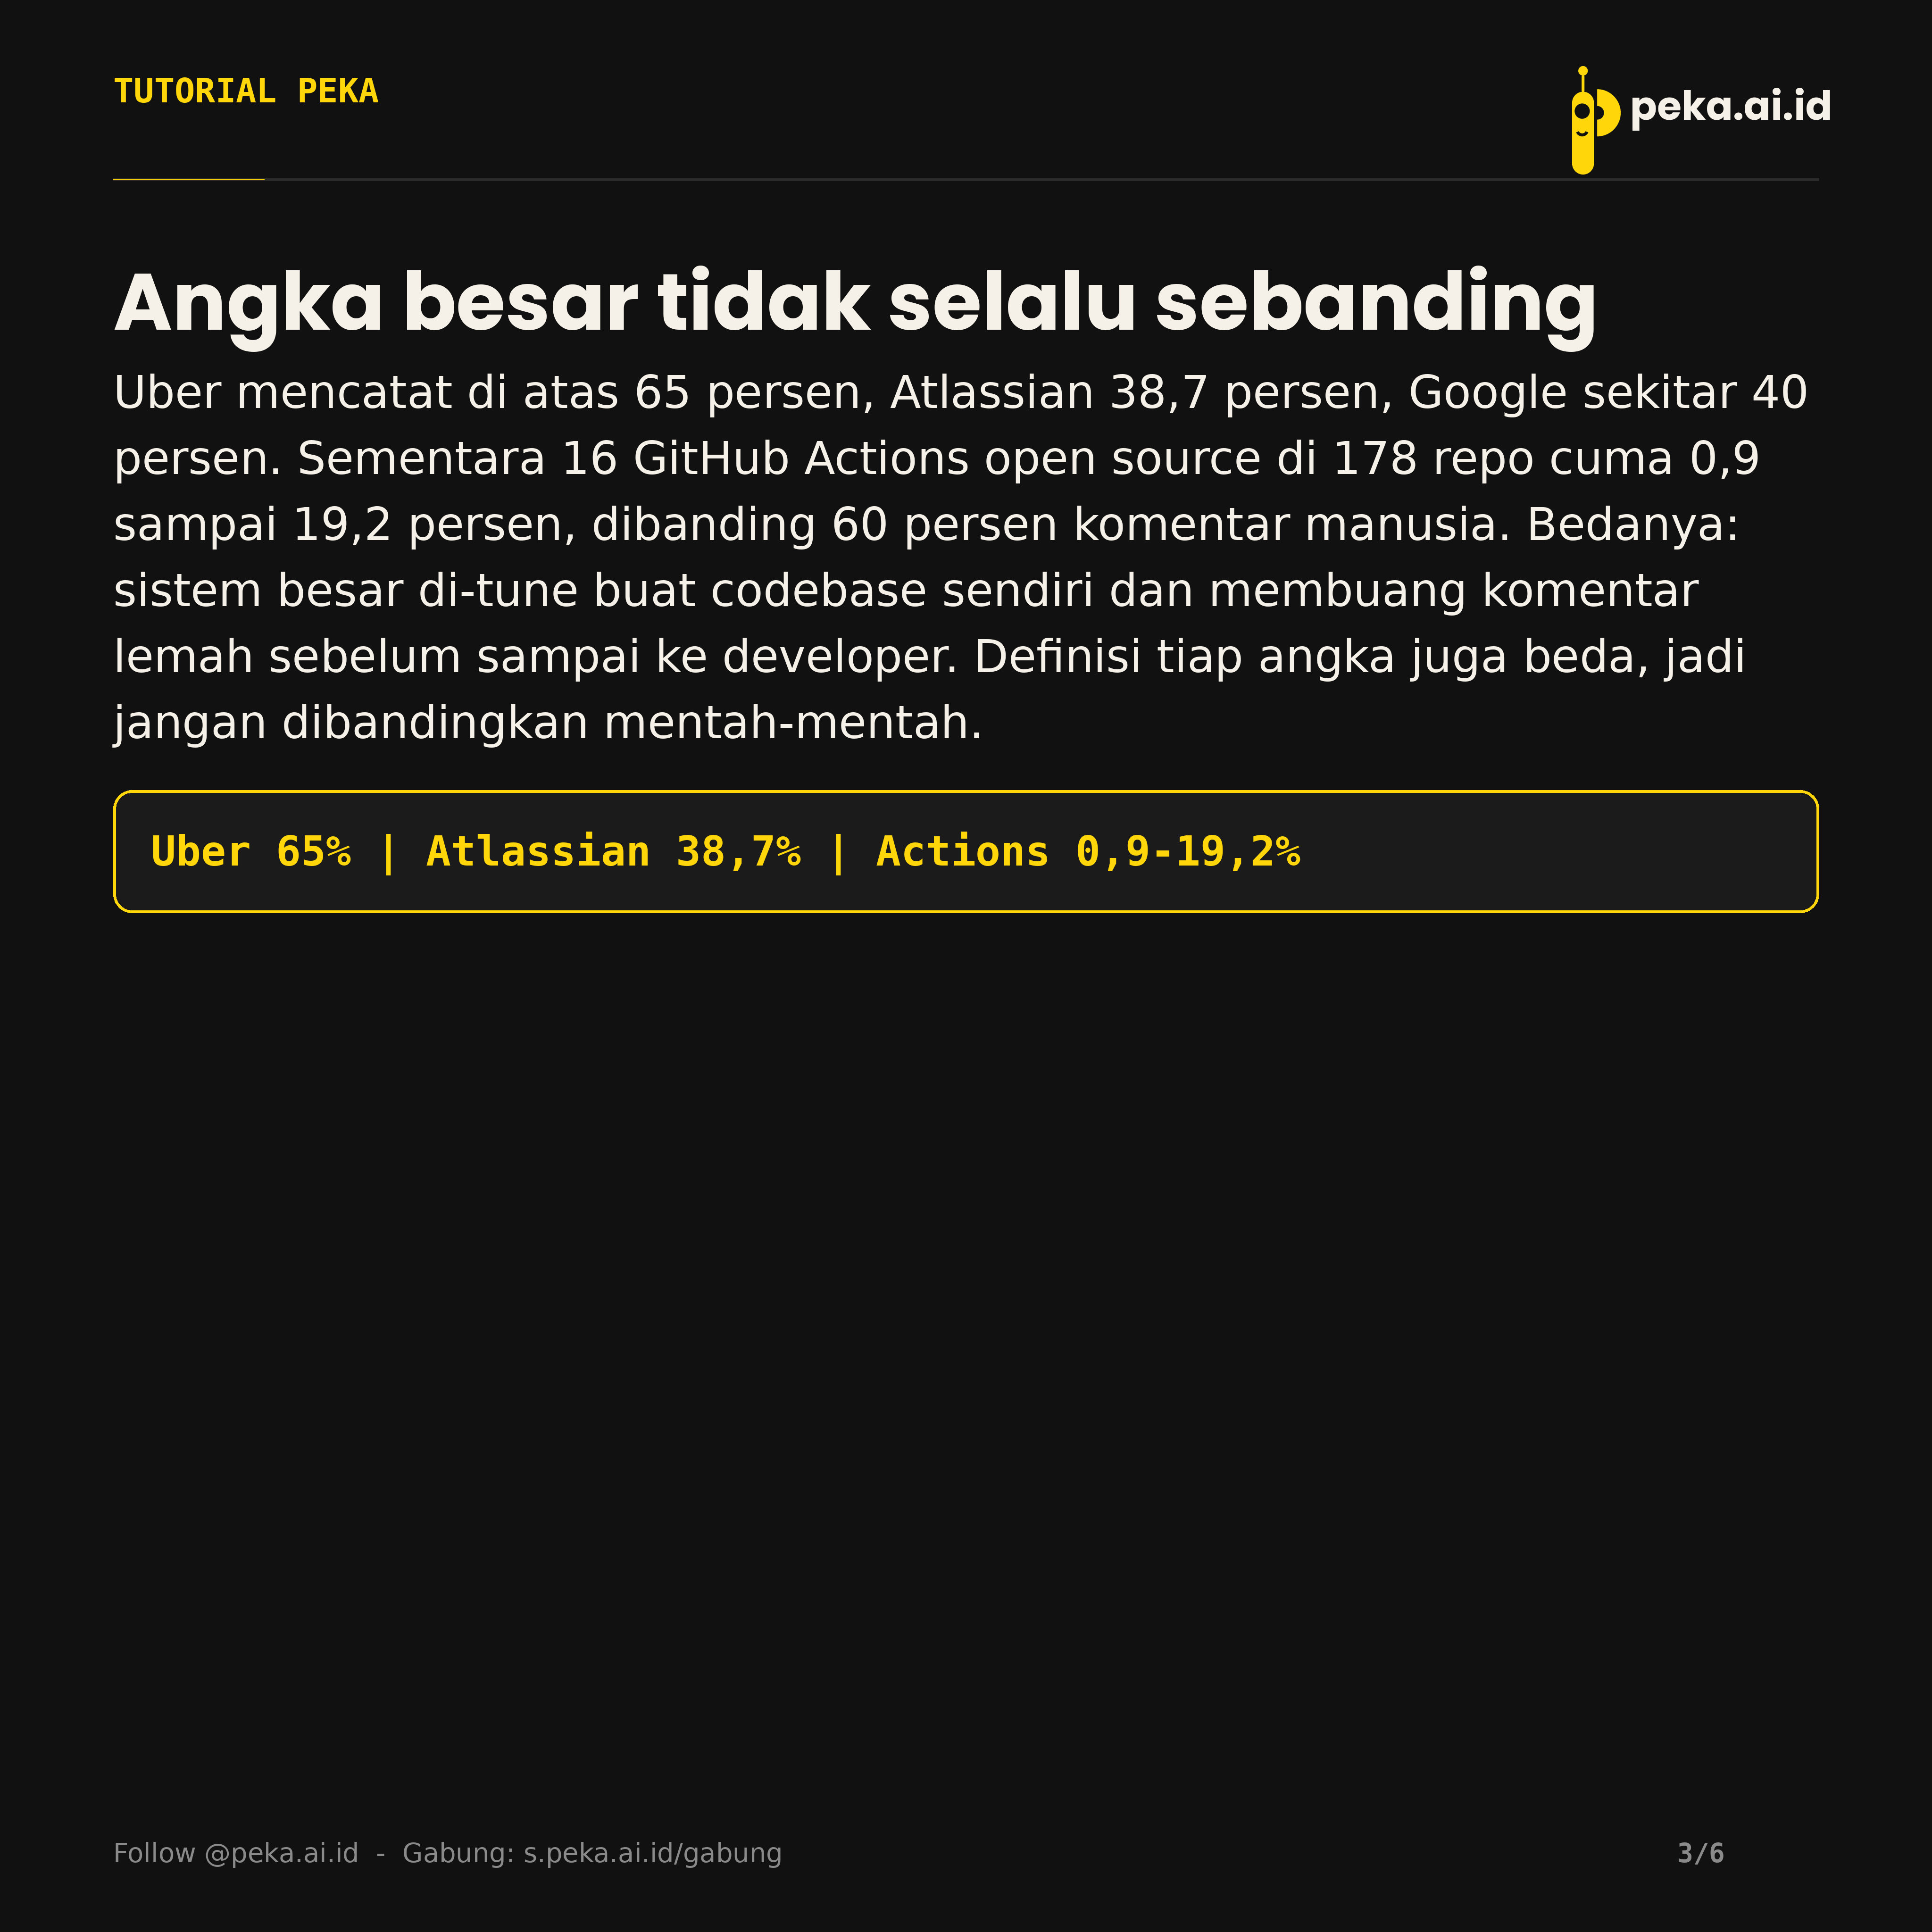 TUTORIAL PEKA
peka.ai.id
Angka besar tidak selalu sebanding
Uber mencatat di atas 65 persen, Atlassian 38,7 persen, Google sekitar 40
persen. Sementara 16 GitHub Actions open source di 178 repo cuma 0,9
sampai 19,2 persen, dibanding 60 persen komentar manusia. Bedanya:
sistem besar di-tune buat codebase sendiri dan membuang komentar
lemah sebelum sampai ke developer. Definisi tiap angka juga beda, jadi
jangan dibandingkan mentah-mentah.
Uber 65% | Atlassian 38,7% | Actions 0,9-19,2%
Follow @peka.ai.id - Gabung: s.peka.ai.id/gabung
3/6